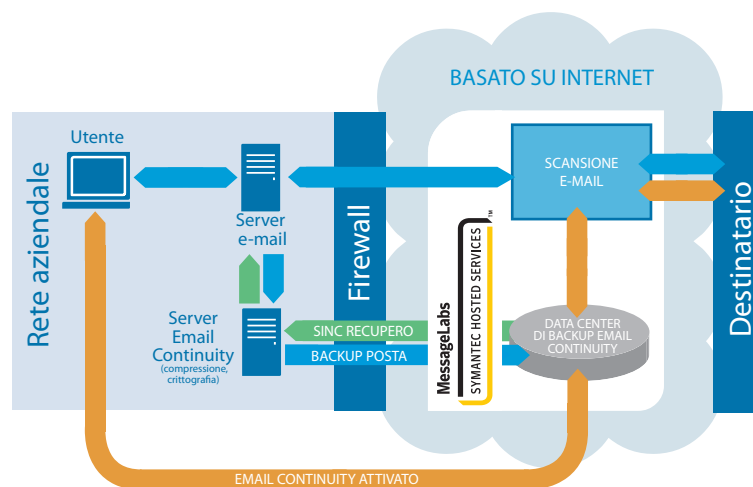 BASATO SU INTERNET
Utente
Rete aziendale
Server
e-mail
Firewall
SCANSIONE
E-MAIL
Destinatario
MessageLabs
SYMANTEC HOSTED SERVICES
™
Server
Email
Continuity
(compressione,
crittografia)
SINC RECUPERO
BACKUP POSTA
DATA CENTER
DI BACKUP EMAIL
CONTINUITY
EMAIL CONTINUITY ATTIVATO